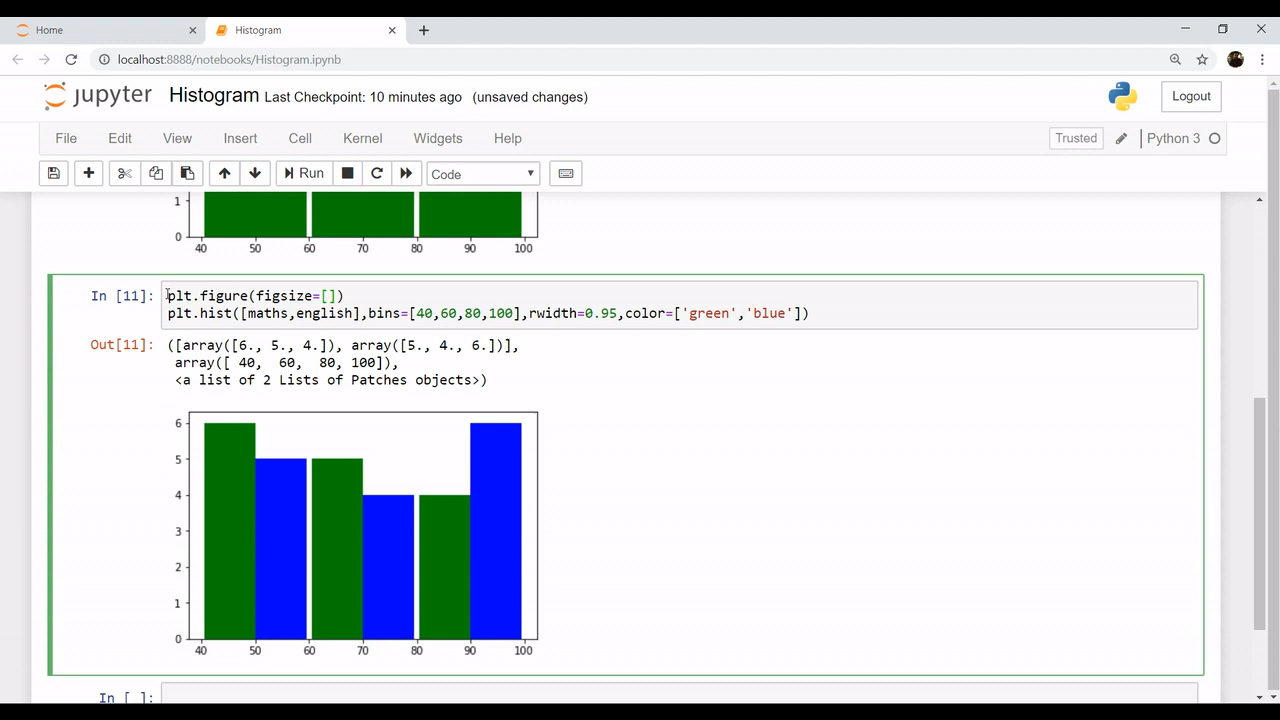 Home
Histogram
localhost:8888/notebooks/Histogram.ipynb
jupyter Histogram Last Checkpoint: 10 minutes ago (unsaved changes)
Logout
File Edit View Insert Cell Kernel Widgets Help
Trusted Python 3
Run Code
1
0
40 50 60 70 80 90 100
In [11]: plt.figure(figsize=[])
plt.hist([maths,english],bins=[40,60,80,100],rwidth=0.95,color=['green','blue'])
Out[11]: ([array([6., 5., 4.]), array([5., 4., 6.])],
array([ 40,  60,  80, 100]),
<a list of 2 Lists of Patches objects>)
6
5
4
3
2
1
0
40 50 60 70 80 90 100
In [ ]: